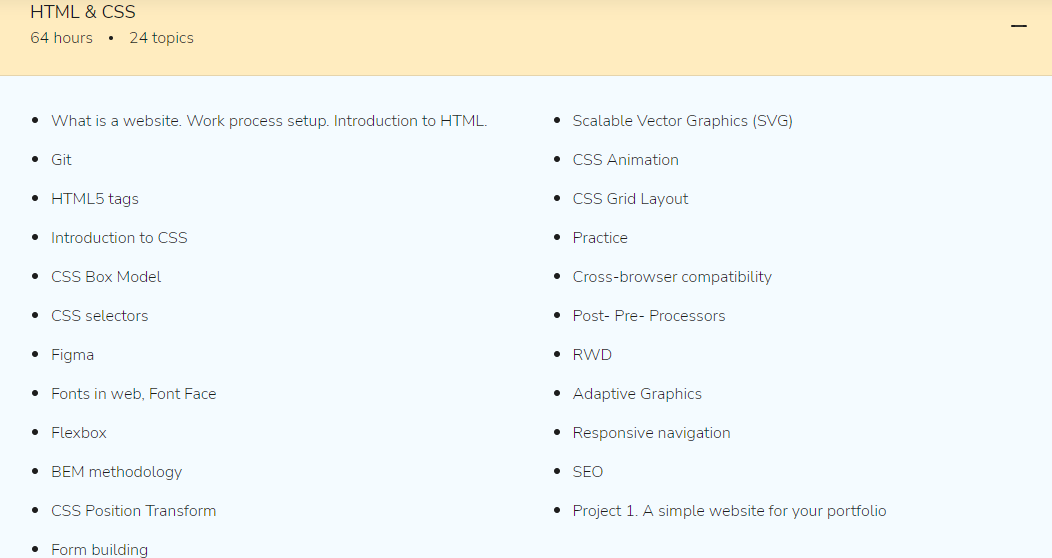 HTML & CSS
64 hours • 24 topics
What is a website. Work process setup. Introduction to HTML.
Git
HTML5 tags
Introduction to CSS
CSS Box Model
CSS selectors
Figma
Fonts in web, Font Face
Flexbox
BEM methodology
CSS Position Transform
Form building
Scalable Vector Graphics (SVG)
CSS Animation
CSS Grid Layout
Practice
Cross-browser compatibility
Post- Pre- Processors
RWD
Adaptive Graphics
Responsive navigation
SEO
Project 1. A simple website for your portfolio